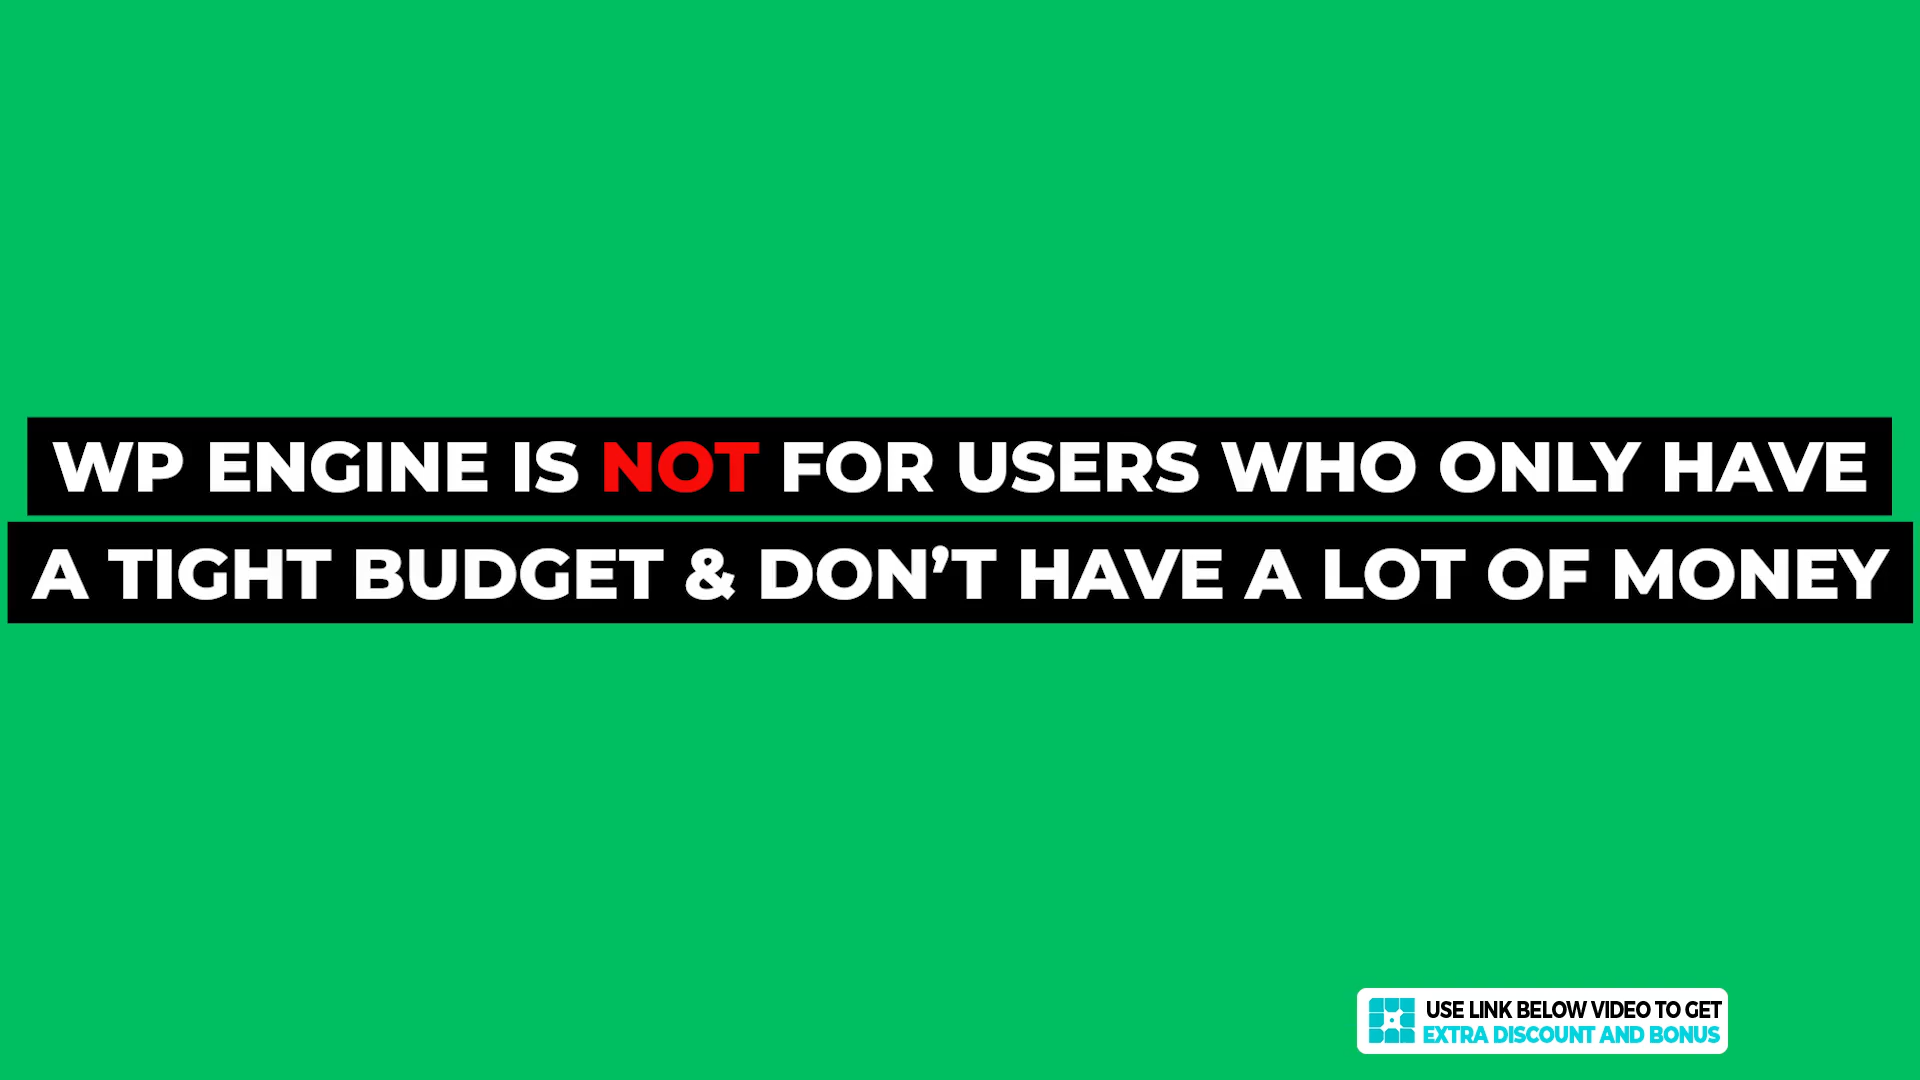 WP ENGINE IS NOT FOR USERS WHO ONLY HAVE
A TIGHT BUDGET & DON’T HAVE A LOT OF MONEY
USE LINK BELOW VIDEO TO GET
EXTRA DISCOUNT AND BONUS